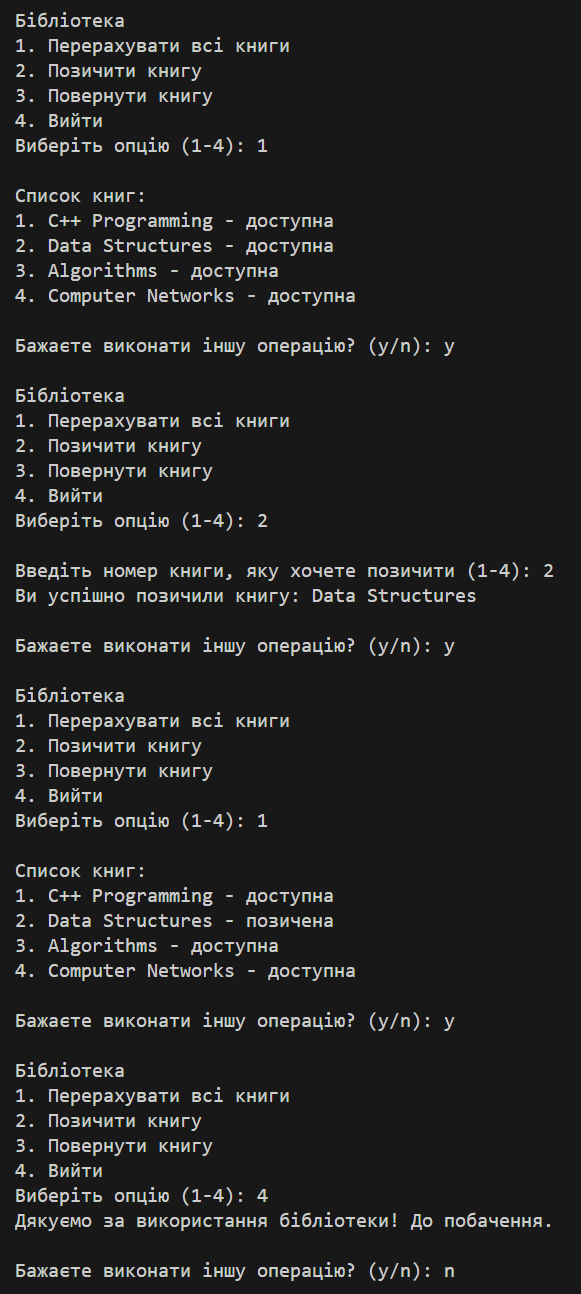 Бібліотека
1. Перерахувати всі книги
2. Позичити книгу
3. Повернути книгу
4. Вийти
Виберіть опцію (1-4): 1
Список книг:
1. C++ Programming - доступна
2. Data Structures - доступна
3. Algorithms - доступна
4. Computer Networks - доступна
Бажаєте виконати іншу операцію? (y/n): y
Бібліотека
1. Перерахувати всі книги
2. Позичити книгу
3. Повернути книгу
4. Вийти
Виберіть опцію (1-4): 2
Введіть номер книги, яку хочете позичити (1-4): 2
Ви успішно позичили книгу: Data Structures
Бажаєте виконати іншу операцію? (y/n): y
Бібліотека
1. Перерахувати всі книги
2. Позичити книгу
3. Повернути книгу
4. Вийти
Виберіть опцію (1-4): 1
Список книг:
1. C++ Programming - доступна
2. Data Structures - позичена
3. Algorithms - доступна
4. Computer Networks - доступна
Бажаєте виконати іншу операцію? (y/n): y
Бібліотека
1. Перерахувати всі книги
2. Позичити книгу
3. Повернути книгу
4. Вийти
Виберіть опцію (1-4): 4
Дякуємо за використання бібліотеки! До побачення.
Бажаєте виконати іншу операцію? (y/n): n